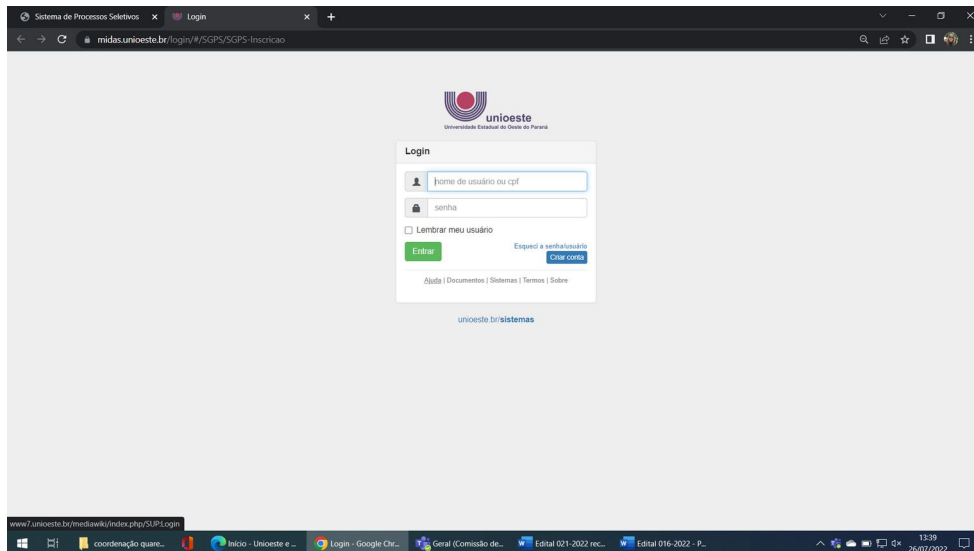 Sistema de Processos Seletivos
Login
midas.unioeste.br/login/#/SGPS/SGPS-Inscricao
unioeste
Universidade Estadual do Oeste do Paraná
Login
nome de usuário ou cpf
senha
Lembrar meu usuário
Entrar
Esqueci a senha/usuário
Criar conta
Ajuda | Documentos | Sistemas | Termos | Sobre
unioeste.br/sistemas
www7.unioeste.br/mediawiki/index.php/SUP:Login
coordenação quare...
Início - Unioeste e ...
Login - Google Chr...
Geral (Comissão de...
Edital 021-2022 rec...
Edital 016-2022 - P...
13:39
26/07/2022